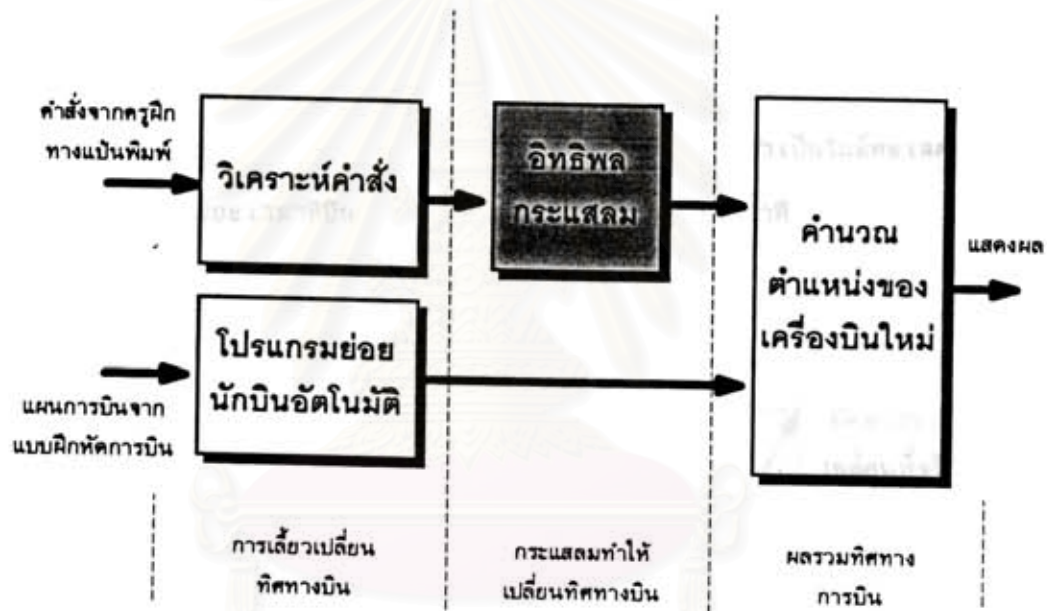 คำสั่งจากครูฝึก
ทางแป้นพิมพ์
วิเคราะห์คำสั่ง
อิทธิพล
กระแสลม
คำนวณ
ตำแหน่งของ
เครื่องบินใหม่
แสดงผล
โปรแกรมย่อย
นักบินอัตโนมัติ
แผนการบินจาก
แบบฝึกหัดการบิน
การเลี้ยวเปลี่ยน
ทิศทางบิน
กระแสลมทำให้
เปลี่ยนทิศทางบิน
ผลรวมทิศทาง
การบิน